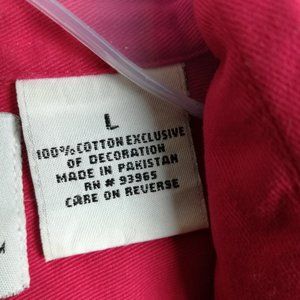 L
100% COTTON EXCLUSIVE
OF DECORATION
MADE IN PAKISTAN
RN # 93965
CARE ON REVERSE